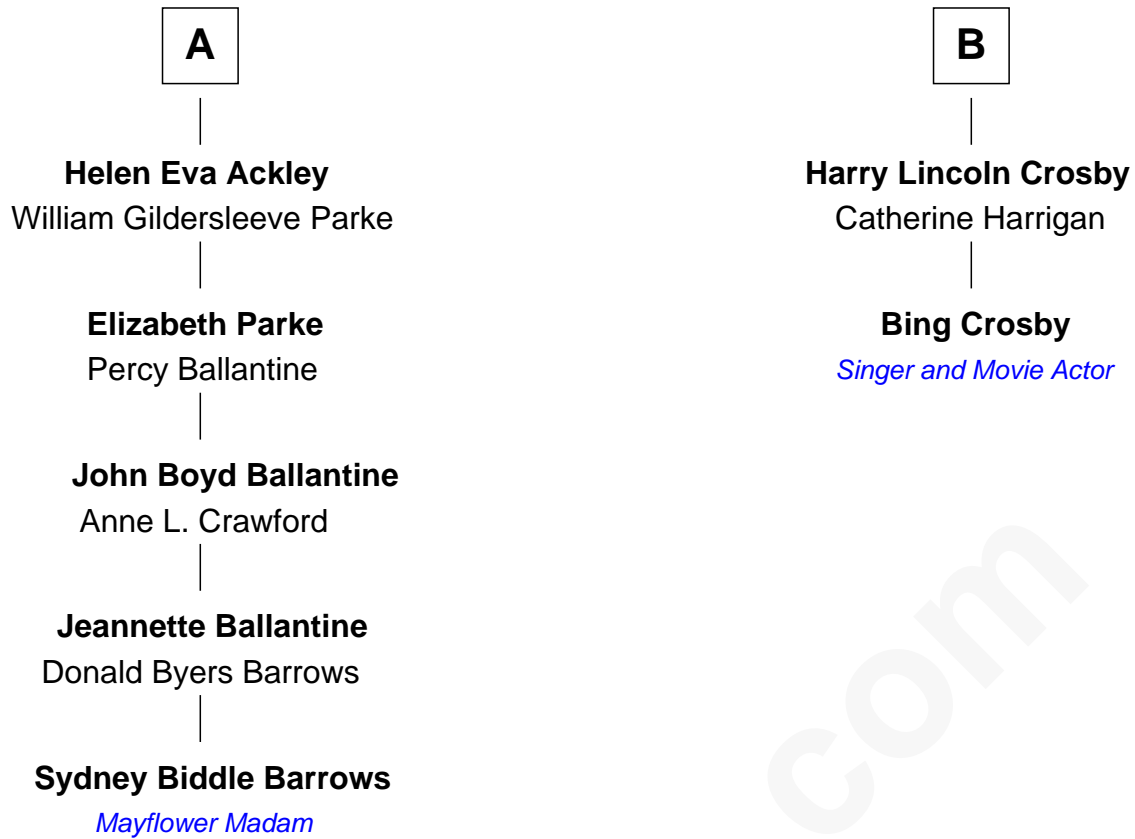 A
Helen Eva Ackley
William Gildersleeve Parke
Elizabeth Parke
Percy Ballantine
John Boyd Ballantine
Anne L. Crawford
Jeannette Ballantine
Donald Byers Barrows
Sydney Biddle Barrows
Mayflower Madam
B
Harry Lincoln Crosby
Catherine Harrigan
Bing Crosby
Singer and Movie Actor
com